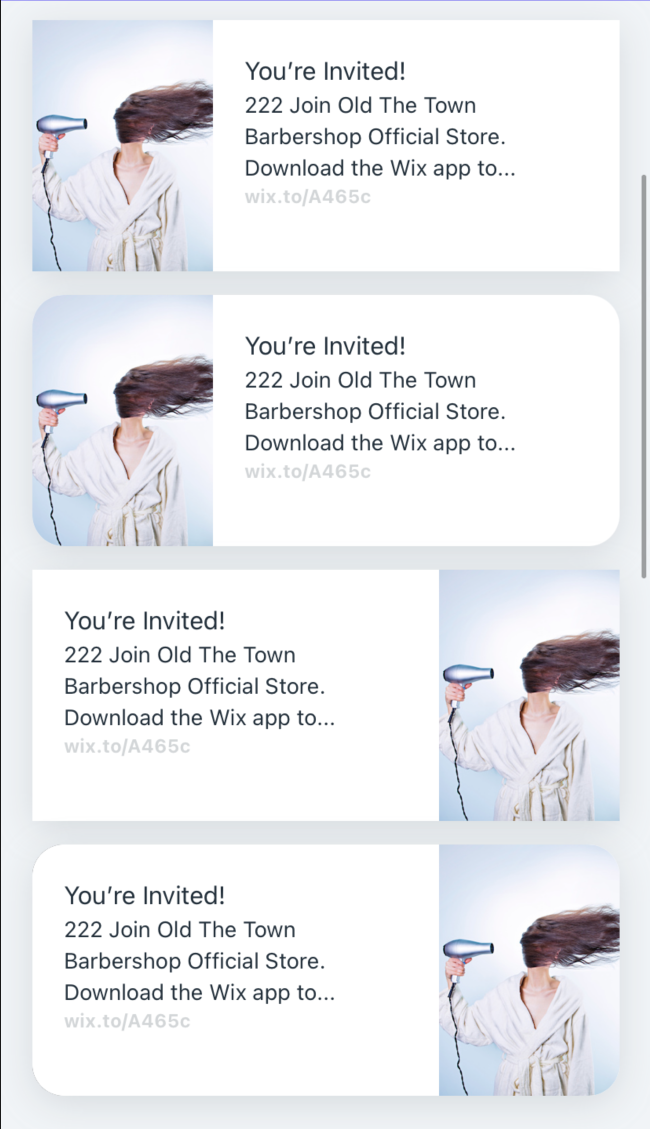 You’re Invited!
222 Join Old The Town
Barbershop Official Store.
Download the Wix app to...
wix.to/A465c
You’re Invited!
222 Join Old The Town
Barbershop Official Store.
Download the Wix app to...
wix.to/A465c
You’re Invited!
222 Join Old The Town
Barbershop Official Store.
Download the Wix app to...
wix.to/A465c
You’re Invited!
222 Join Old The Town
Barbershop Official Store.
Download the Wix app to...
wix.to/A465c